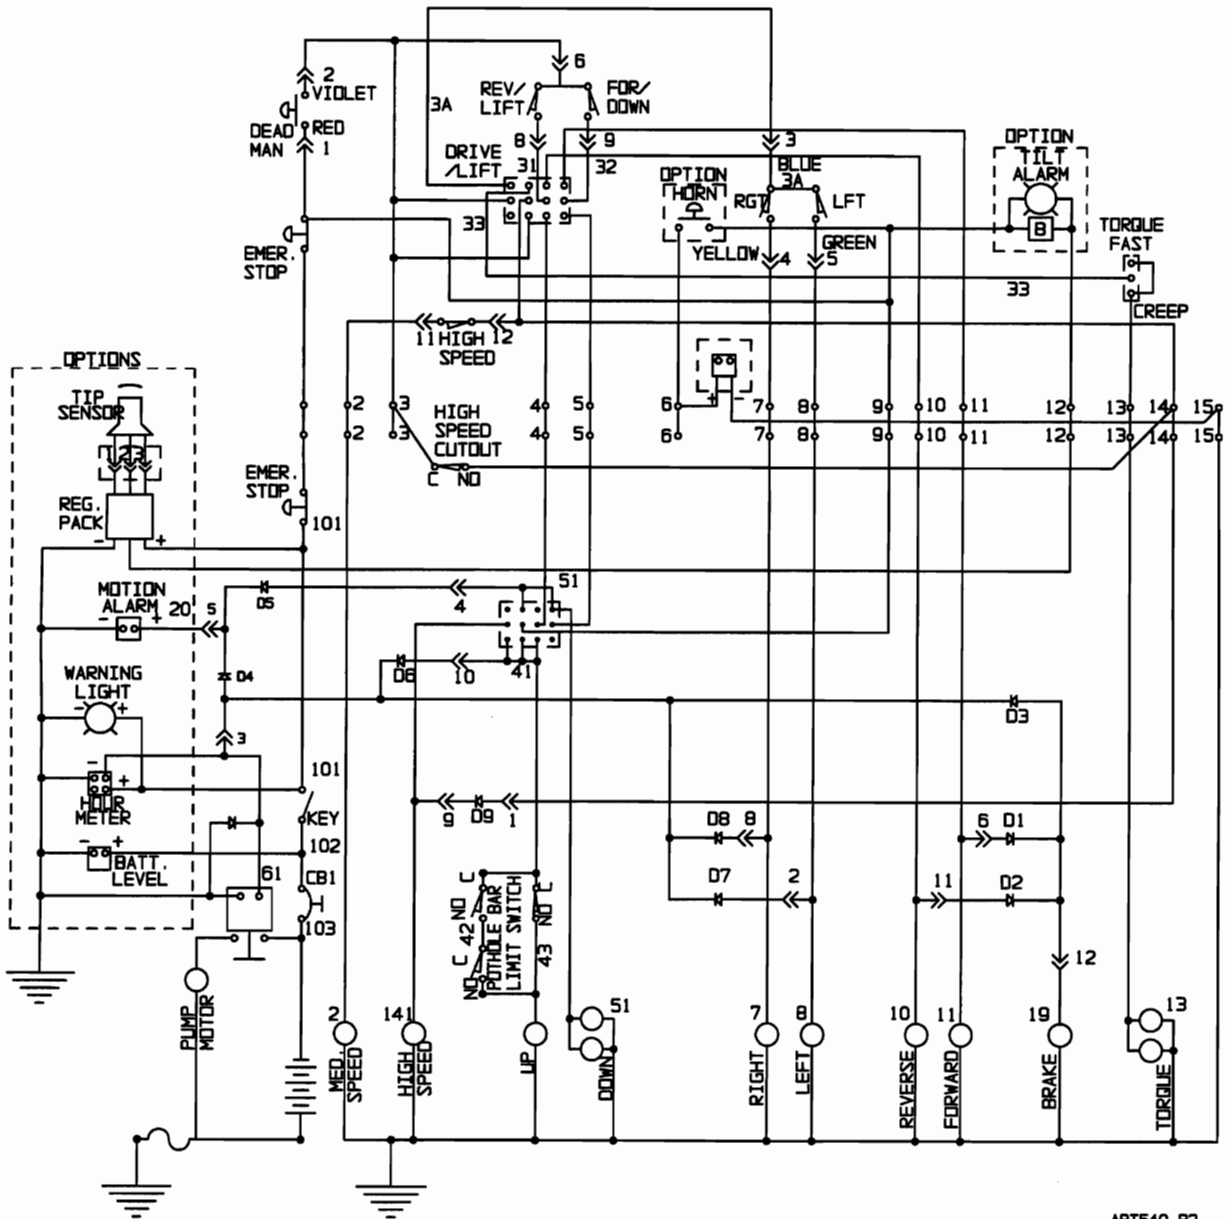 2
6
VIOLET
REV/
LIFT
FOR/
DOWN
3A
DEAD
MAN
RED
1
8
9
3
OPTION
TILT
ALARM
DRIVE
/LIFT
31
32
OPTION
HORN
BLUE
3A
RGT
LFT
33
B
TORQUE
FAST
EMER.
STOP
YELLOW
4
GREEN
5
33
CREEP
11
12
HIGH
SPEED
OPTIONS
TIP
SENSOR
+
-
2
3
4
5
6
7
8
9
10
11
12
13
14
15
HIGH
SPEED
CUTOUT
2
3
4
5
6
7
8
9
10
11
12
13
14
15
1 2 3
EMER.
STOP
C NO
REG.
PACK
101
-
+
MOTION
ALARM
20
-
+
5
D5
4
51
WARNING
LIGHT
-
+
D4
D6
10
41
D3
3
-
+
HOUR
METER
101
KEY
9
D9
1
D8
8
6
D1
-
+
BATT.
LEVEL
102
61
CB1
103
C
NO
42
C
NO
POTHOLE BAR
LIMIT SWITCH
C
NO
43
D7
2
11
D2
12
PUMP
MOTOR
2
MED.
SPEED
141
HIGH
SPEED
UP
51
DOWN
7
RIGHT
8
LEFT
10
REVERSE
11
FORWARD
19
BRAKE
13
TORQUE